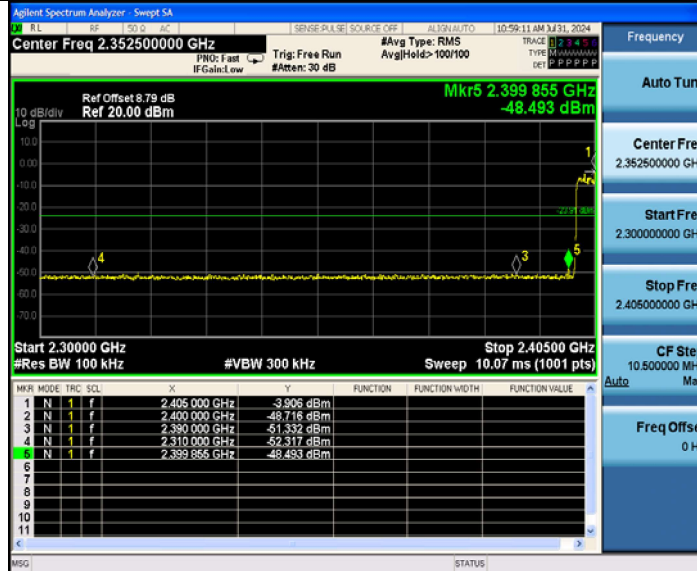 Agilent Spectrum Analyzer - Swept SA
RL RF 50 Ω AC SENSE:PULSE SOURCE OFF ALIGNAUTO 10:59:11 AM Jul 31, 2024
Center Freq 2.352500000 GHz
PNO: Fast
IFGain:Low
Trig: Free Run
#Atten: 30 dB
#Avg Type: RMS
Avg|Hold:> 100/100
TRACE 1 2 3 4 5 6
TYPE M WWWWW
DET P P P P P P
Ref Offset 8.79 dB
10 dB/div Ref 20.00 dBm
Log
Mkr5 2.399 855 GHz
-48.493 dBm
10.0
0.00
-10.0
-20.0
-30.0
-40.0
-50.0
-60.0
-70.0
1
3
4
5
Start 2.30000 GHz Stop 2.40500 GHz
#Res BW 100 kHz #VBW 300 kHz Sweep 10.07 ms (1001 pts)
MKR MODE TRC SCL X Y FUNCTION FUNCTION WIDTH FUNCTION VALUE
1 N 1 f 2.405 000 GHz -3.906 dBm
2 N 1 f 2.400 000 GHz -48.716 dBm
3 N 1 f 2.390 000 GHz -51.332 dBm
4 N 1 f 2.310 000 GHz -52.317 dBm
5 N 1 f 2.399 855 GHz -48.493 dBm
6
7
8
9
10
11
MSG STATUS
Frequency
Auto Tun
Center Fre
2.352500000 GH
Start Fre
2.300000000 GH
Stop Fre
2.405000000 GH
CF Ste
10.500000 MH
Auto Ma
Freq Offse
0 H